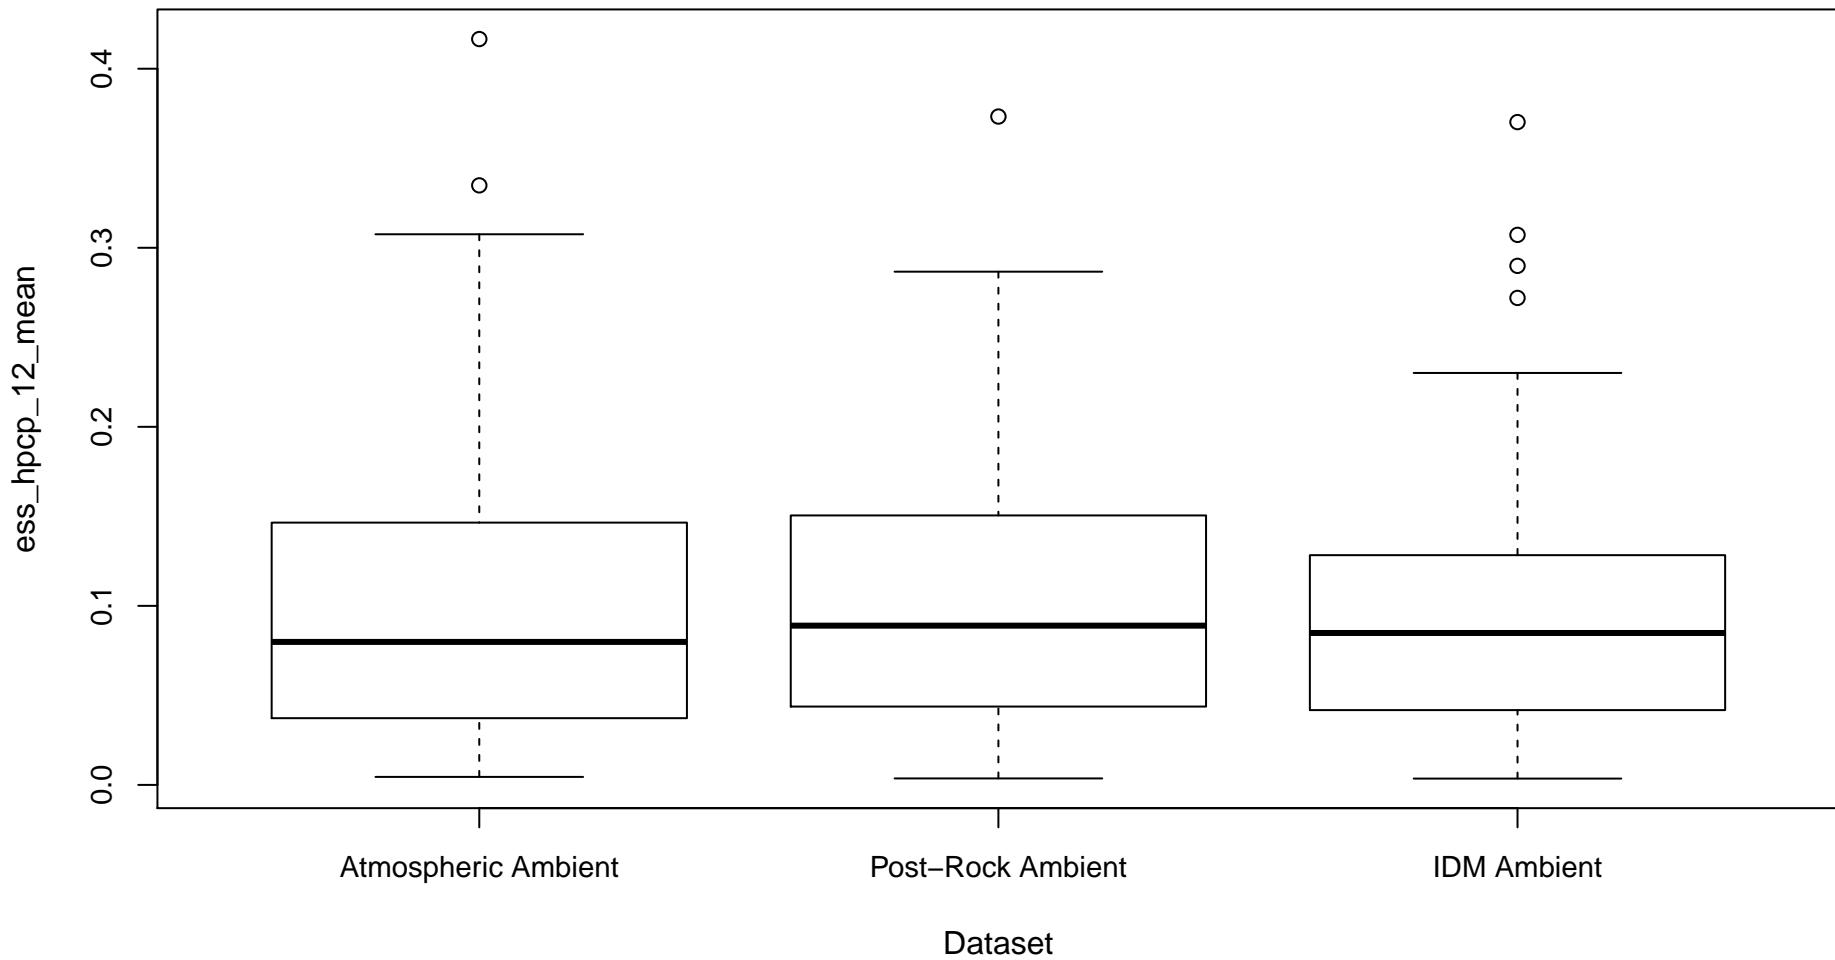 ess_hpcp_12_mean
0.4
0.3
0.2
0.1
0.0
Atmospheric Ambient
Post−Rock Ambient
IDM Ambient
Dataset